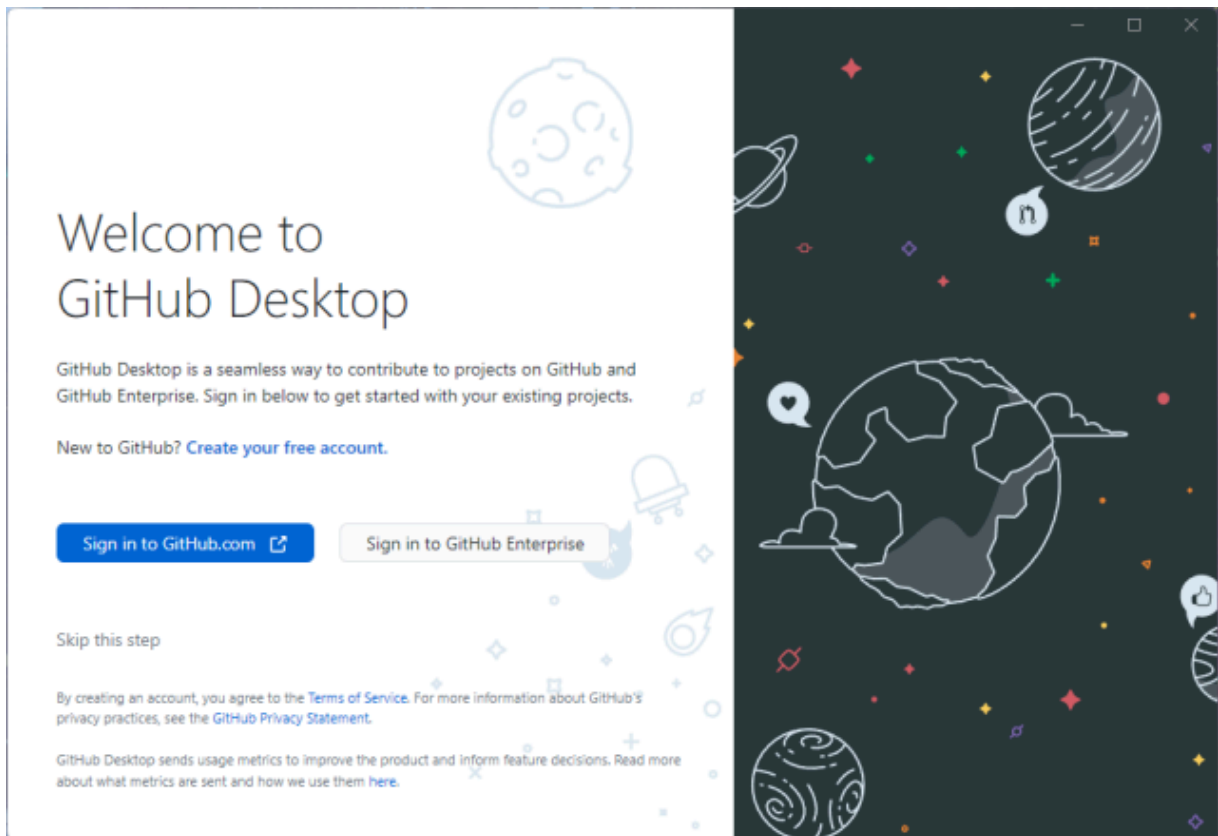 Welcome to
GitHub Desktop
GitHub Desktop is a seamless way to contribute to projects on GitHub and
GitHub Enterprise. Sign in below to get started with your existing projects.
New to GitHub? Create your free account.
Sign in to GitHub.com
Sign in to GitHub Enterprise
Skip this step
By creating an account, you agree to the Terms of Service. For more information about GitHub's
privacy practices, see the GitHub Privacy Statement.
GitHub Desktop sends usage metrics to improve the product and inform feature decisions. Read more
about what metrics are sent and how we use them here.